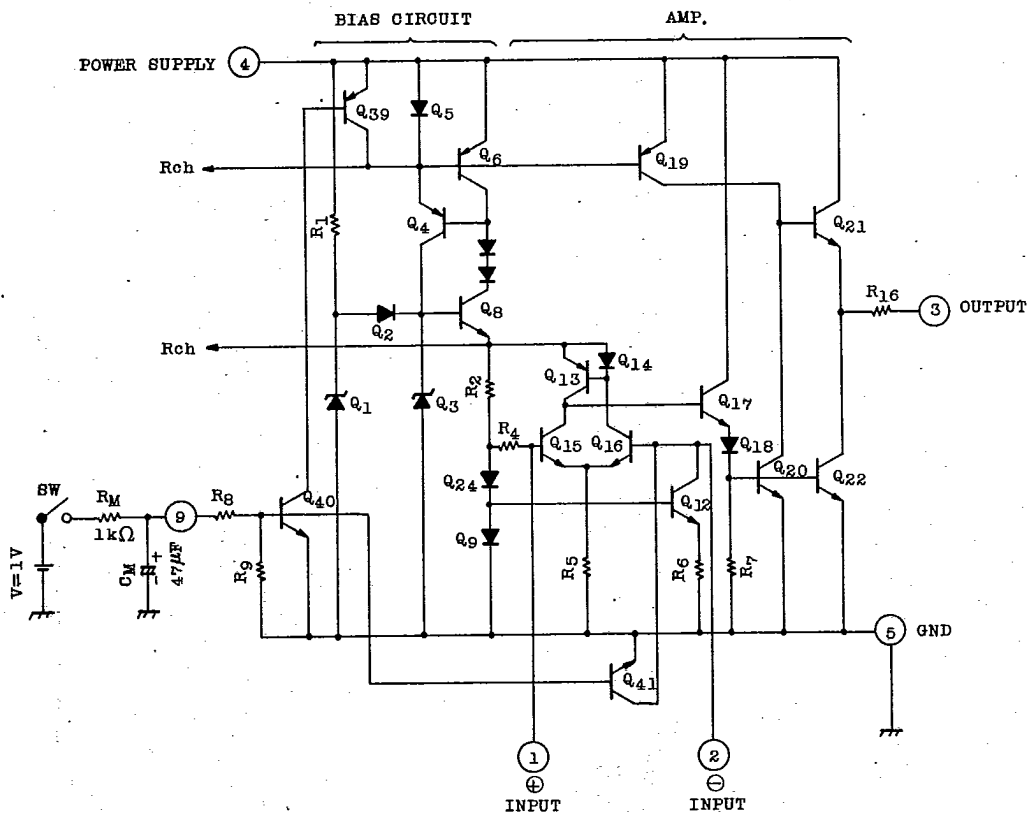 BIAS CIRCUIT
AMP.
POWER SUPPLY
4
Q39
Q5
Q6
Q19
Rch
R1
Q4
Q21
Q8
R16
3
OUTPUT
Q2
Rch
Q14
Q13
R2
Q1
Q3
Q17
R4
Q15
Q16
Q18
Q24
Q20
Q22
Q40
Q12
SW
RM
9
R8
1kΩ
Q9
V=1V
CM
- +
47μF
R9
R5
R6
R7
5
GND
Q41
1
⊕
INPUT
2
⊖
INPUT